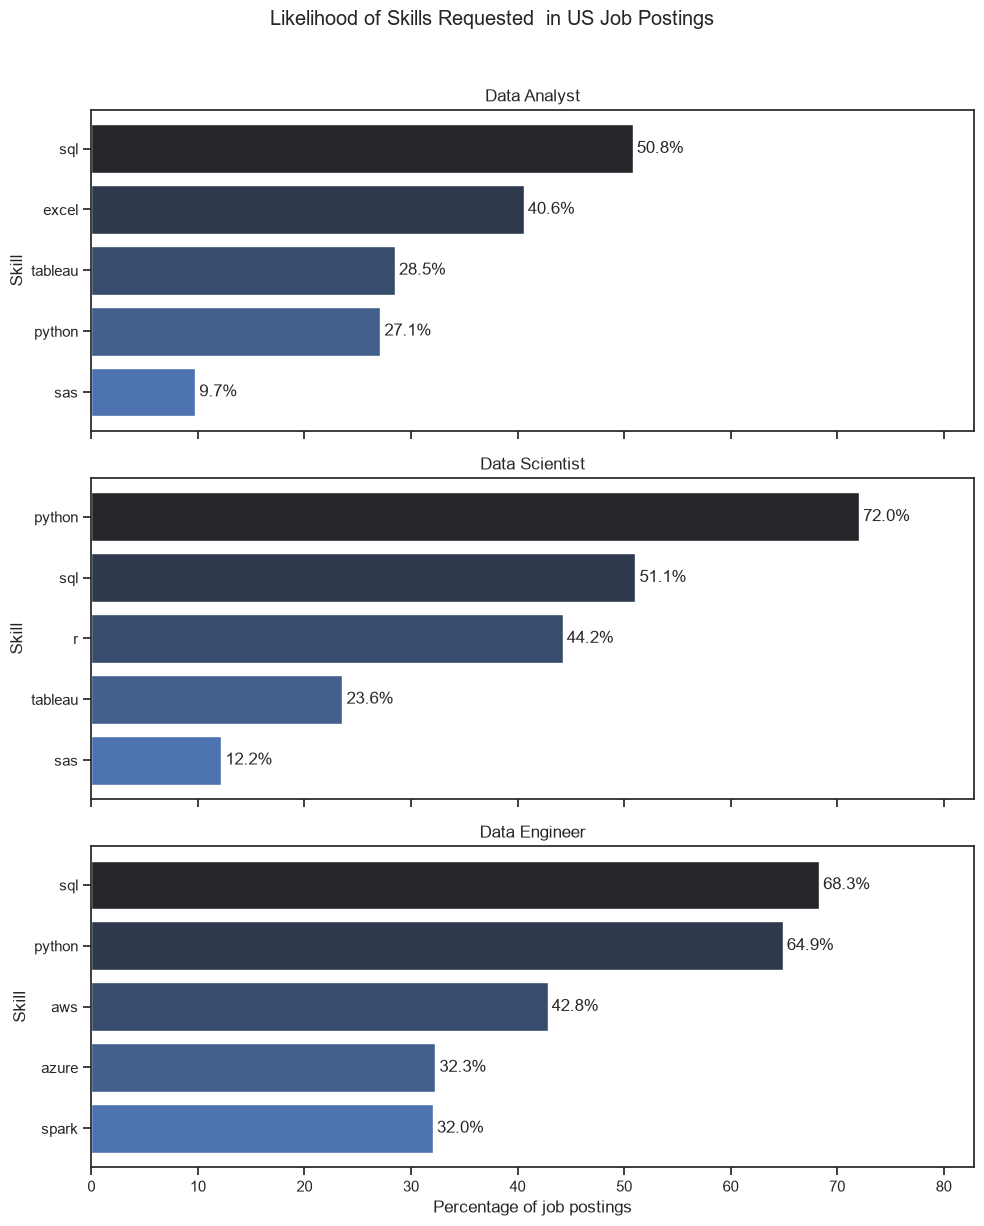 Likelihood of Skills Requested  in US Job Postings
Data Analyst
Skill
sql
50.8%
excel
40.6%
tableau
28.5%
python
27.1%
sas
9.7%
Data Scientist
Skill
python
72.0%
sql
51.1%
r
44.2%
tableau
23.6%
sas
12.2%
Data Engineer
Skill
sql
68.3%
python
64.9%
aws
42.8%
azure
32.3%
spark
32.0%
0 10 20 30 40 50 60 70 80
Percentage of job postings